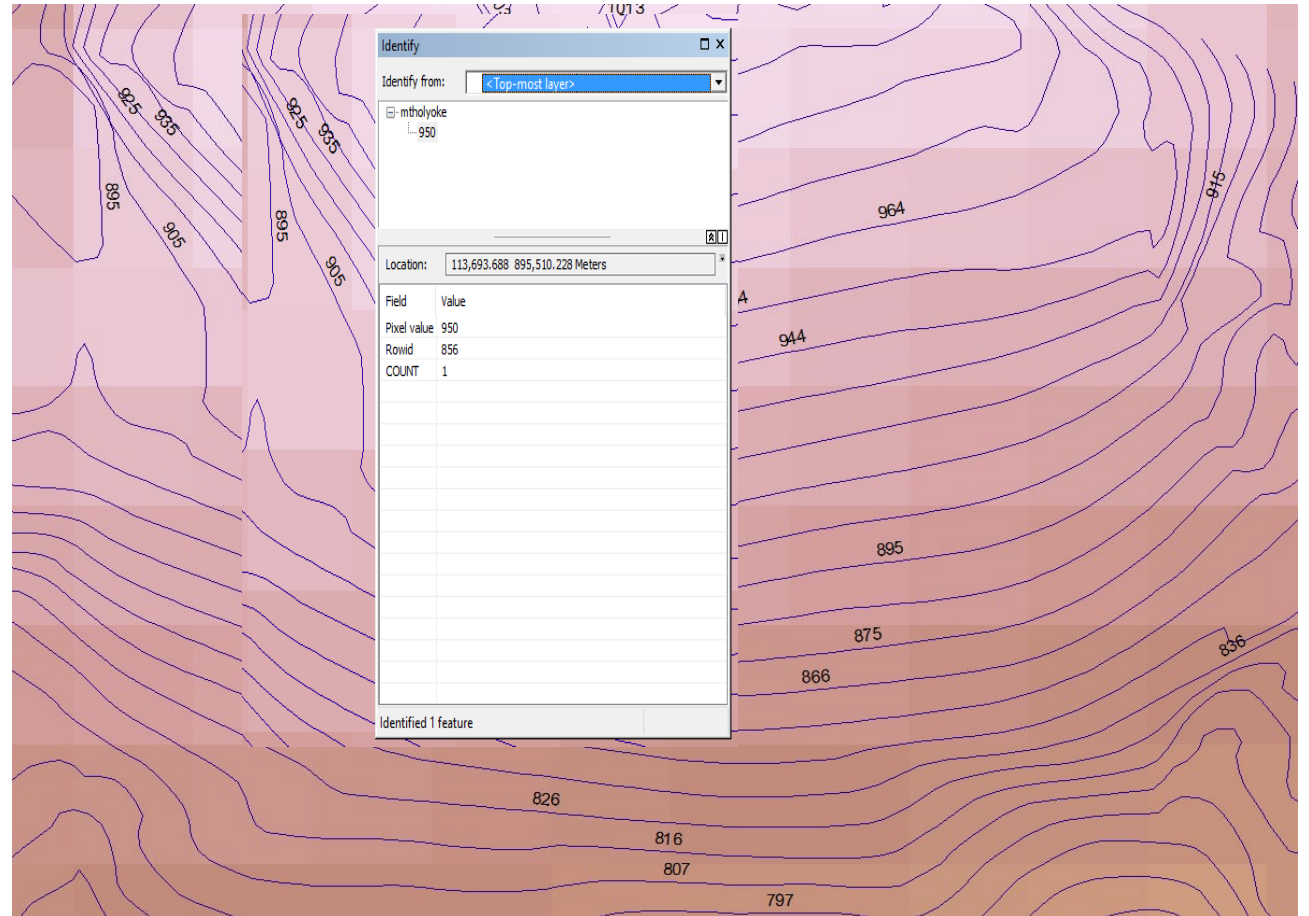 1013
Identify
Identify from: <Top-most layer>
mtholyoke
950
Location: 113,693.688 895,510.228 Meters
Field Value
Pixel value 950
Rowid 856
COUNT 1
Identified 1 feature
925
935
895
905
925
935
895
905
964
915
4
944
895
875
866
836
826
816
807
797